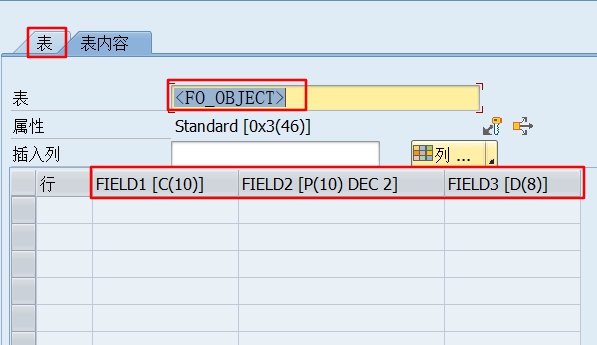 表 表内容
表 <FO_OBJECT>
属性 Standard [0x3(46)]
插入列 列 ...
行 FIELD1 [C(10)] FIELD2 [P(10) DEC 2] FIELD3 [D(8)]